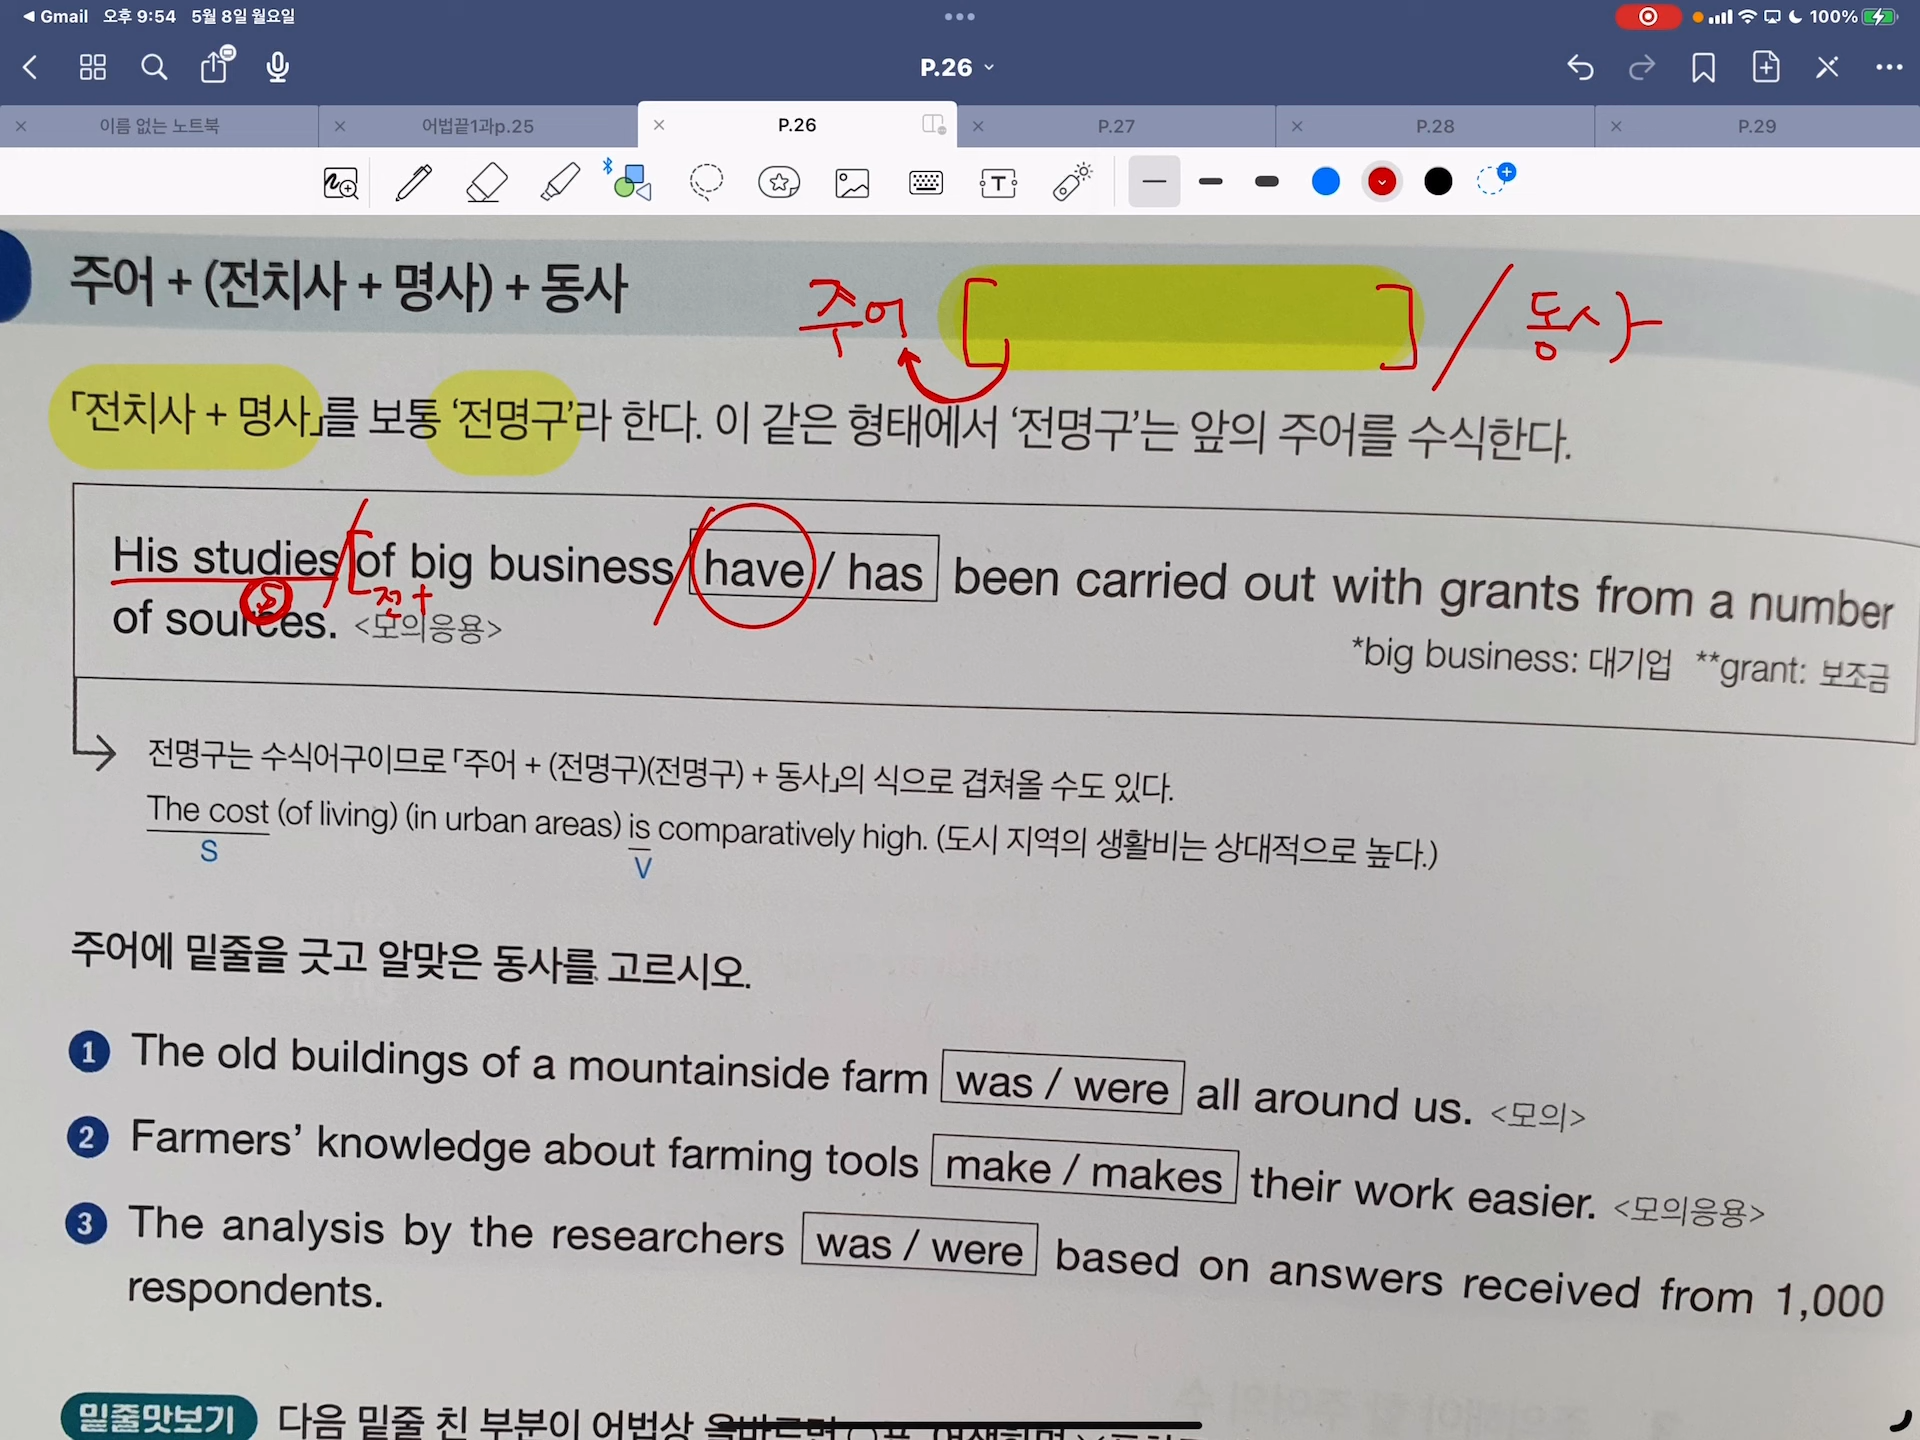 Gmail 오후 9:54 5월 8일 월요일
100%
P.26
이름 없는 노트북
어법끝1과p.25
P.26
P.27
P.28
P.29
주어 + (전치사 + 명사) + 동사
주어 [ ] / 동사
「전치사 + 명사」를 보통 ‘전명구’라 한다. 이 같은 형태에서 ‘전명구’는 앞의 주어를 수식한다.
His studies / [of big business / have / has been carried out with grants from a number
전+
of sources. <모의응용>
*big business: 대기업 **grant: 보조금
전명구는 수식어구이므로 「주어 + (전명구)(전명구) + 동사」의 식으로 겹쳐올 수도 있다.
The cost (of living) (in urban areas) is comparatively high. (도시 지역의 생활비는 상대적으로 높다.)
S V
주어에 밑줄을 긋고 알맞은 동사를 고르시오.
1 The old buildings of a mountainside farm was / were all around us. <모의>
2 Farmers’ knowledge about farming tools make / makes their work easier. <모의응용>
3 The analysis by the researchers was / were based on answers received from 1,000
respondents.
밑줄맛보기 다음 밑줄 친 부분이 어법상